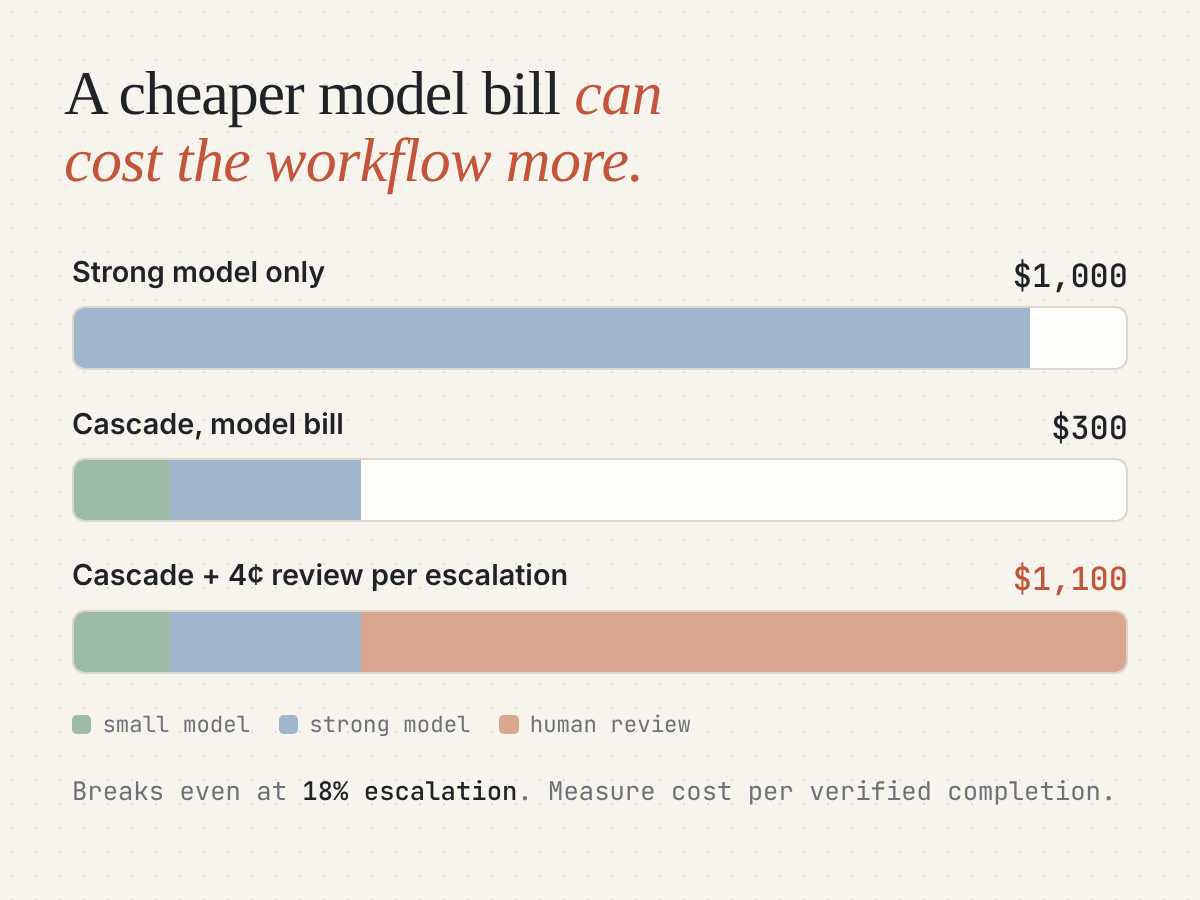 A cheaper model bill can
cost the workflow more.
Strong model only
$1,000
Cascade, model bill
$300
Cascade + 4¢ review per escalation
$1,100
small model
strong model
human review
Breaks even at 18% escalation. Measure cost per verified completion.